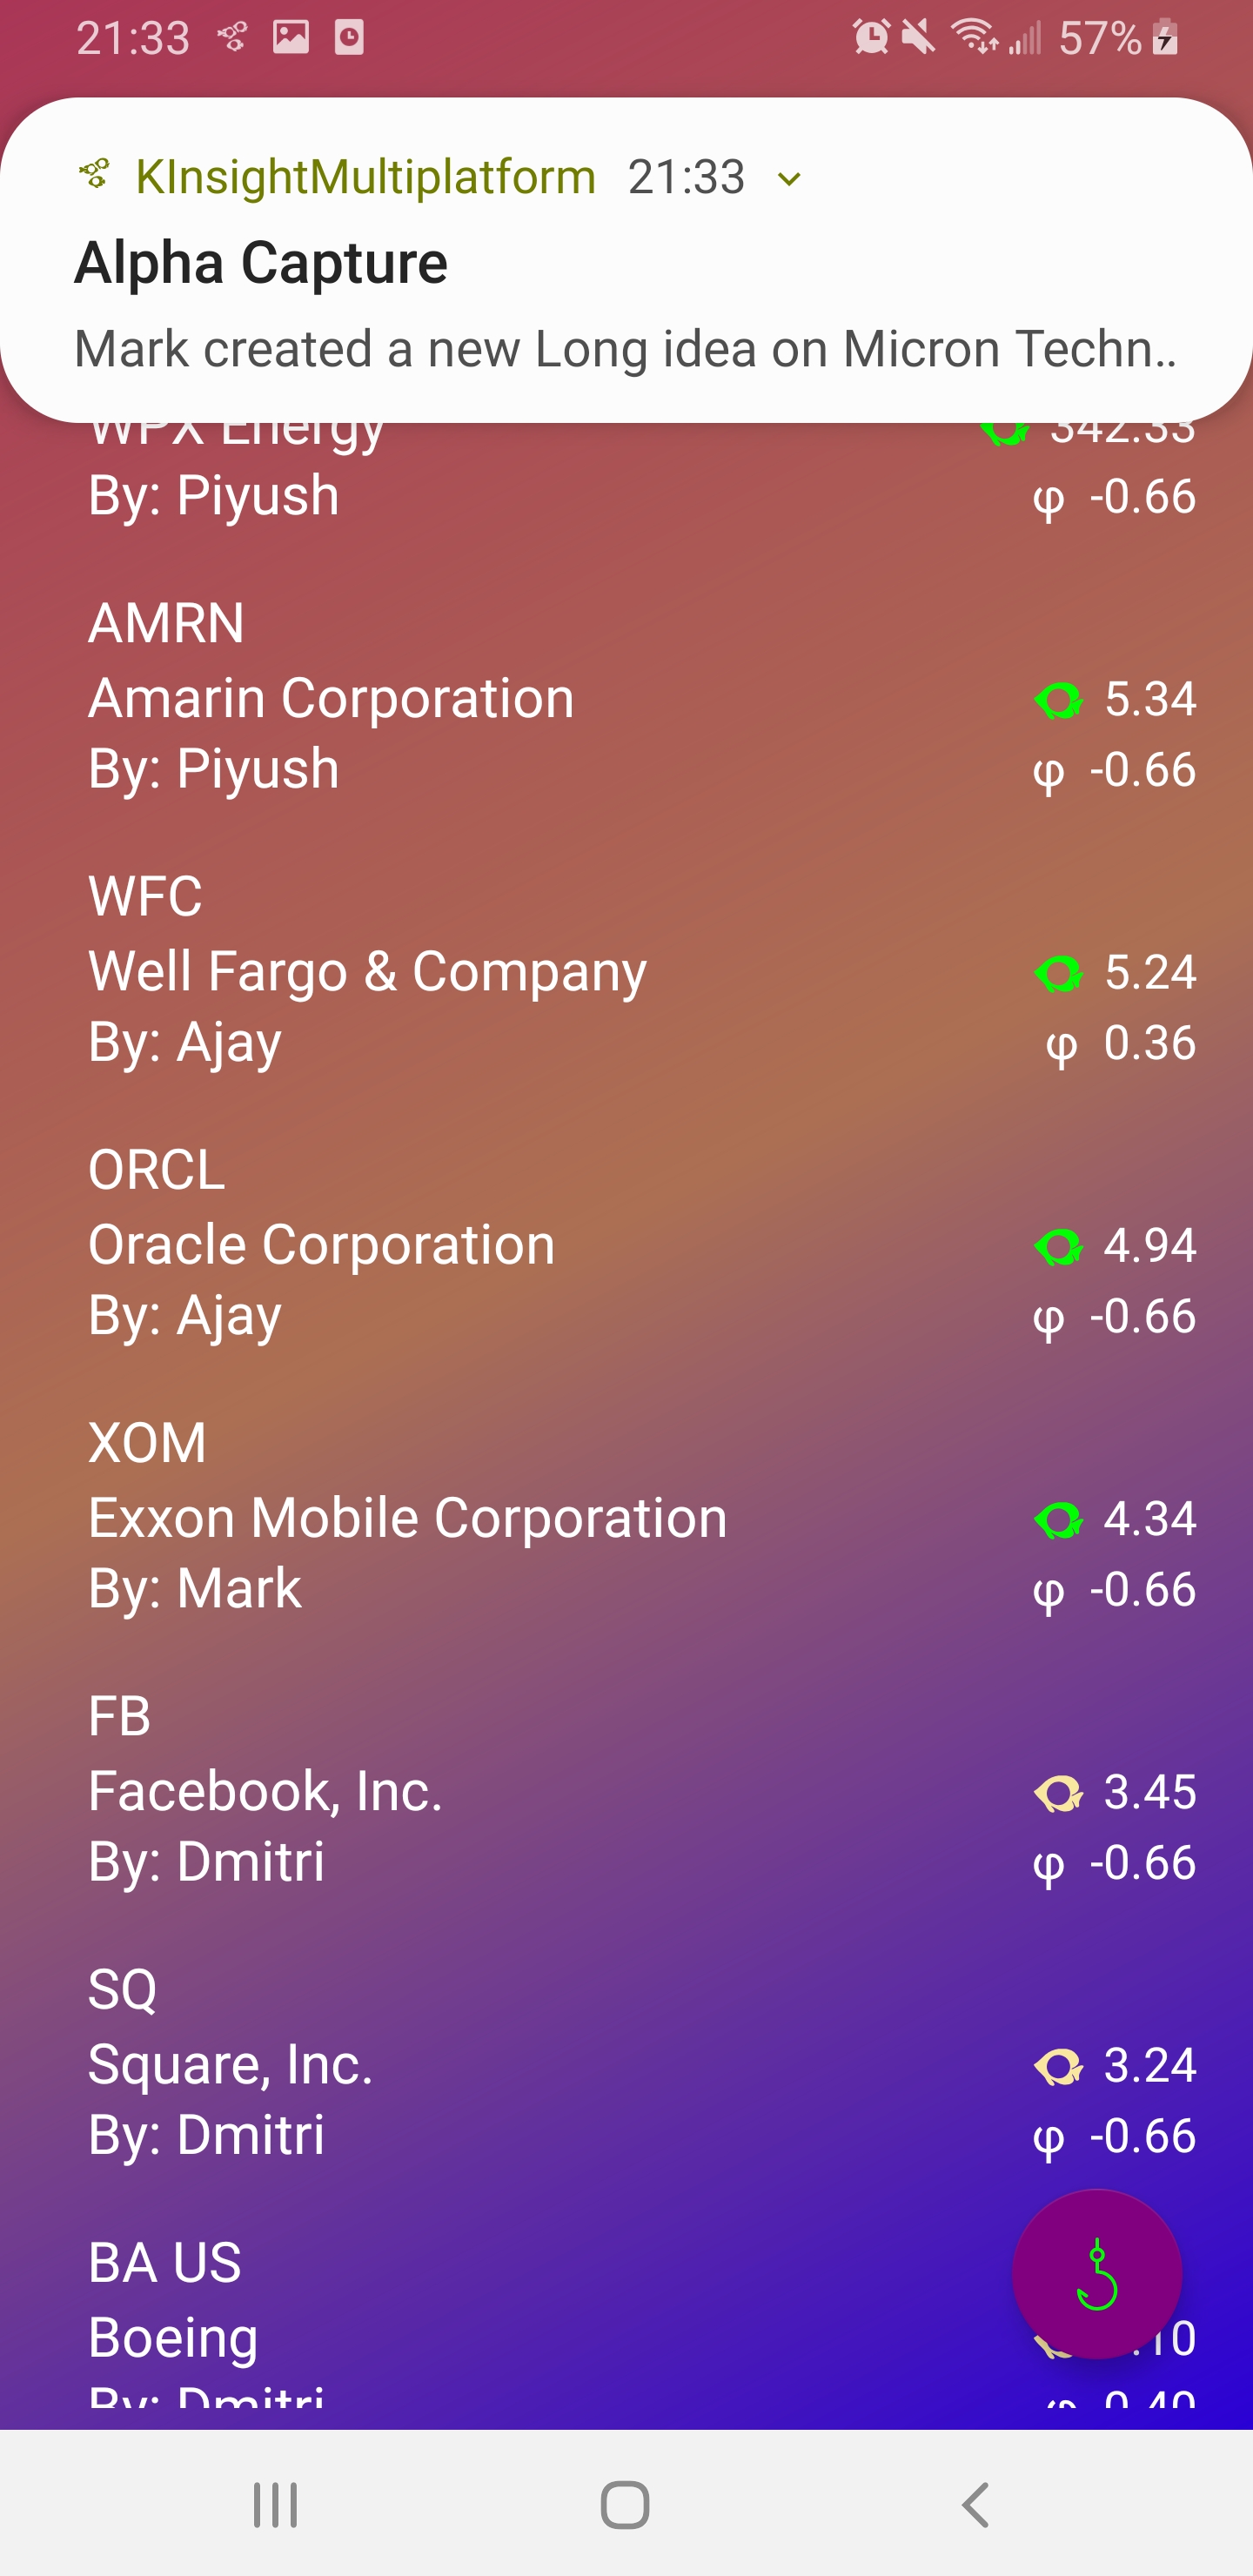 21:33
57%
KInsightMultiplatform 21:33
Alpha Capture
Mark created a new Long idea on Micron Techn..
WPX Energy 342.33
By: Piyush φ -0.66
AMRN
Amarin Corporation 5.34
By: Piyush φ -0.66
WFC
Well Fargo & Company 5.24
By: Ajay φ 0.36
ORCL
Oracle Corporation 4.94
By: Ajay φ -0.66
XOM
Exxon Mobile Corporation 4.34
By: Mark φ -0.66
FB
Facebook, Inc. 3.45
By: Dmitri φ -0.66
SQ
Square, Inc. 3.24
By: Dmitri φ -0.66
BA US
Boeing .10
By: Dmitri φ